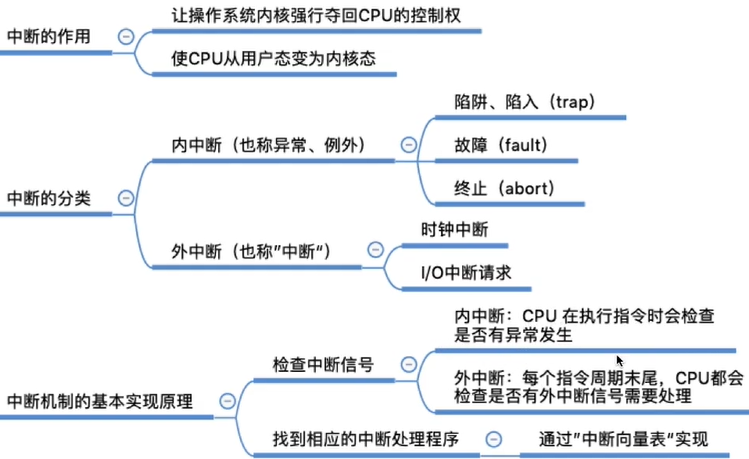 中断的作用
让操作系统内核强行夺回CPU的控制权
使CPU从用户态变为内核态
中断的分类
内中断（也称异常、例外）
陷阱、陷入（trap）
故障（fault）
终止（abort）
外中断（也称"中断“）
时钟中断
I/O中断请求
中断机制的基本实现原理
检查中断信号
内中断：CPU 在执行指令时会检查
是否有异常发生
外中断：每个指令周期末尾，CPU都会
检查是否有外中断信号需要处理
找到相应的中断处理程序
通过"中断向量表“实现